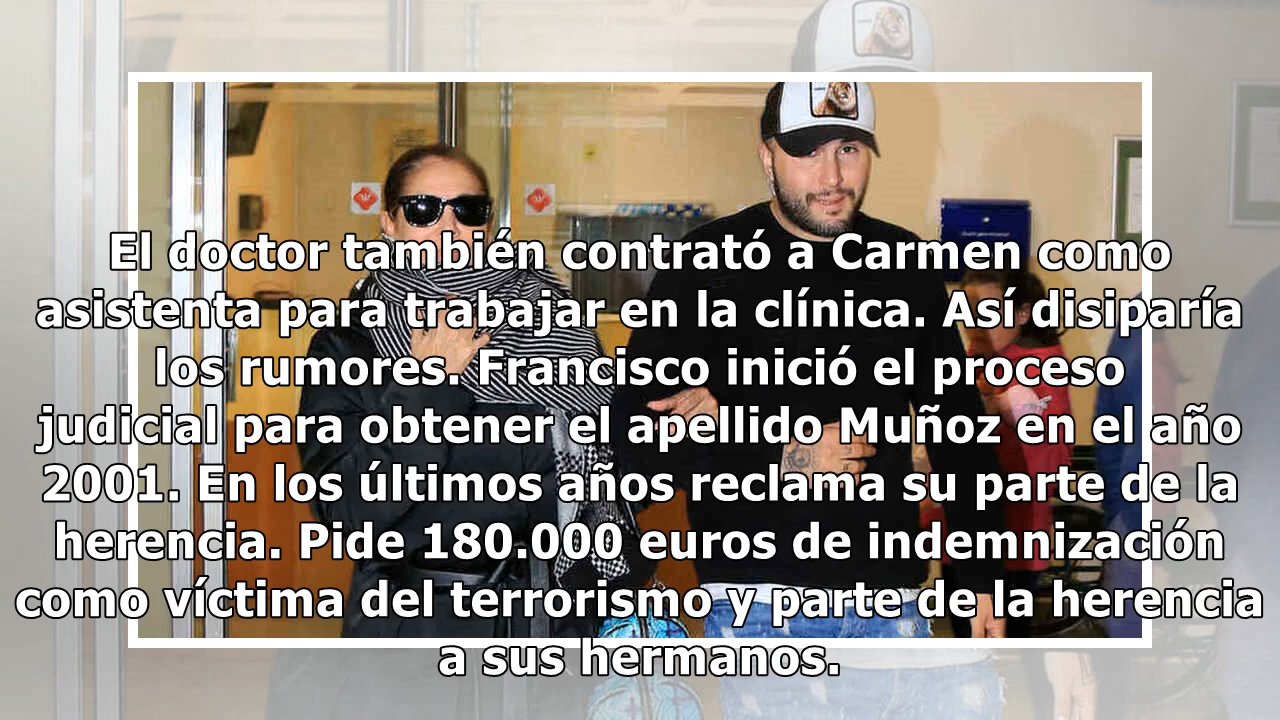 El doctor también contrató a Carmen como
asistenta para trabajar en la clínica. Así disiparía
los rumores. Francisco inició el proceso
judicial para obtener el apellido Muñoz en el año
2001. En los últimos años reclama su parte de la
herencia. Pide 180.000 euros de indemnización
como víctima del terrorismo y parte de la herencia
a sus hermanos.